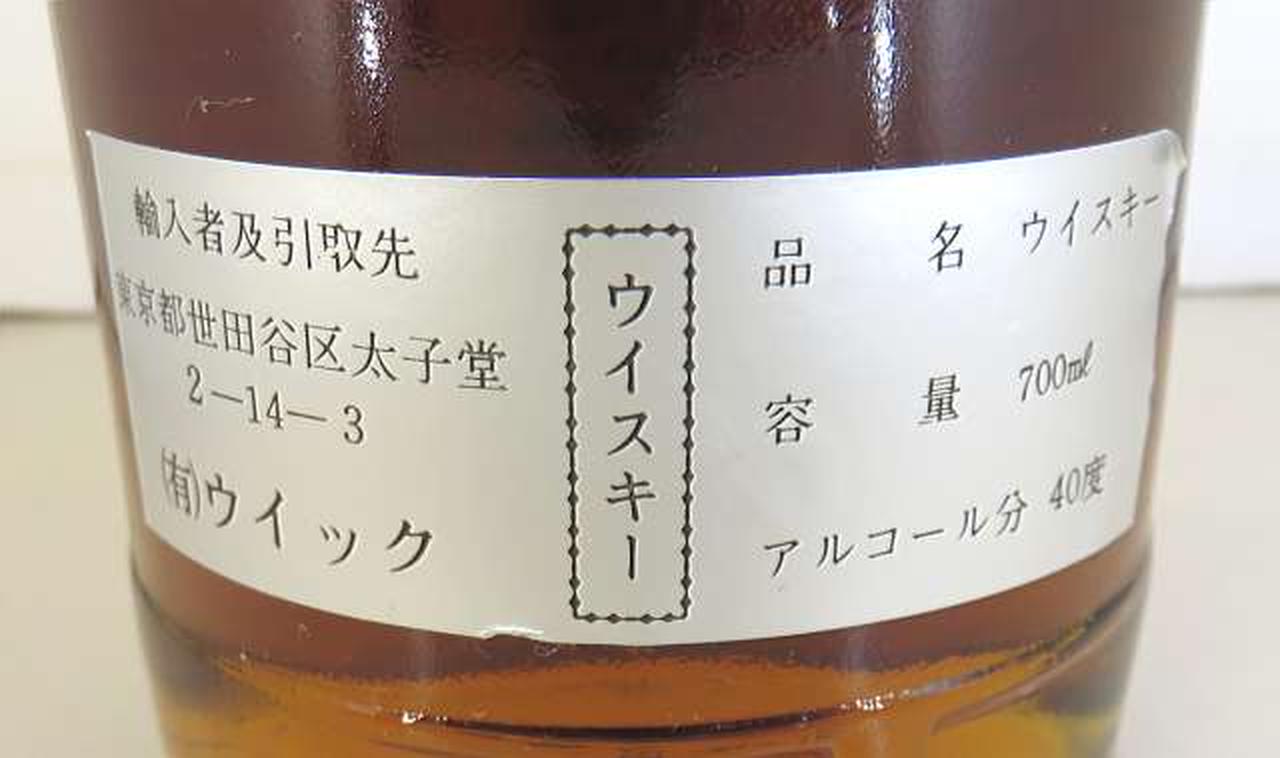 輸入者及引取先
東京都世田谷区太子堂
2－14－3
(有)ウイック
ウイスキー
品名 ウイスキー
容量 700㎖
アルコール分 40度